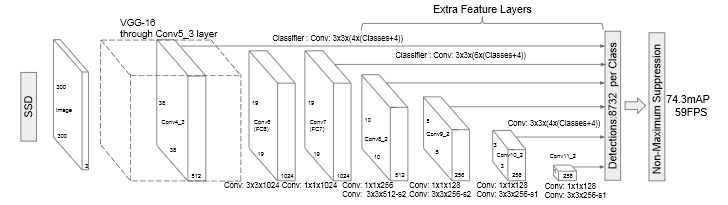 Extra Feature Layers
VGG-16
through Conv5_3 layer
Classifier : Conv: 3x3x(4x(Classes+4))
Classifier : Conv: 3x3x(6x(Classes+4))
SSD
300
Image
300
3
38
Conv4_3
38
512
19
Conv6
(FC6)
19
1024
19
Conv7
(FC7)
19
1024
10
Conv8_2
10
512
5
Conv9_2
5
256
Conv: 3x3x(4x(Classes+4))
3
Conv10_2
3
256
Conv11_2
256
Detections:8732 per Class
Non-Maximum Suppression
74.3mAP
59FPS
Conv: 3x3x1024
Conv: 1x1x1024
Conv: 1x1x256
Conv: 3x3x512-s2
Conv: 1x1x128
Conv: 3x3x256-s2
Conv: 1x1x128
Conv: 3x3x256-s1
Conv: 1x1x128
Conv: 3x3x256-s1